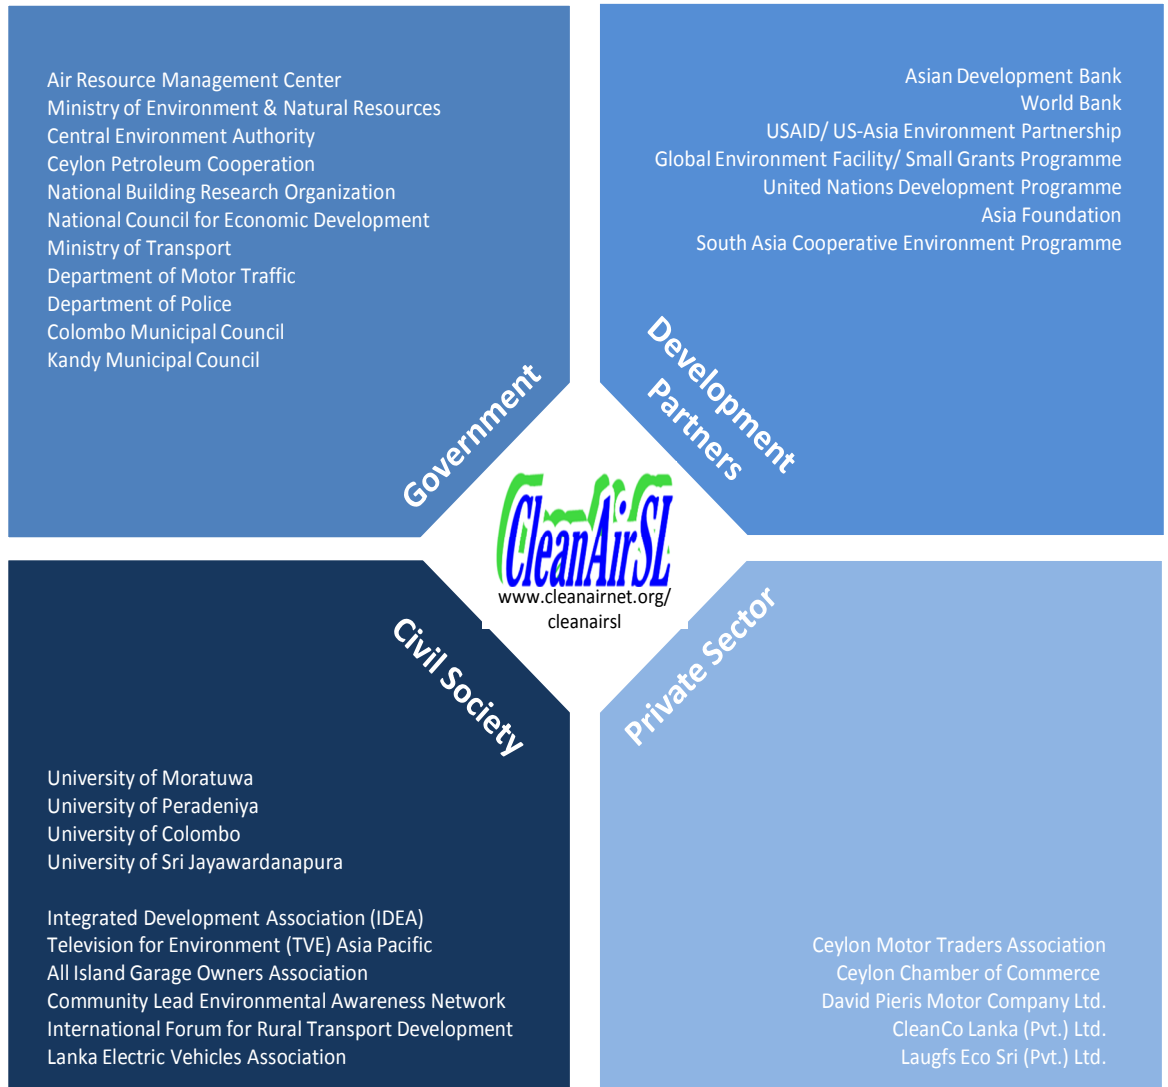 Air Resource Management Center
Ministry of Environment & Natural Resources
Central Environment Authority
Ceylon Petroleum Cooperation
National Building Research Organization
National Council for Economic Development
Ministry of Transport
Department of Motor Traffic
Department of Police
Colombo Municipal Council
Kandy Municipal Council
Government
Asian Development Bank
World Bank
USAID/ US-Asia Environment Partnership
Global Environment Facility/ Small Grants Programme
United Nations Development Programme
Asia Foundation
South Asia Cooperative Environment Programme
Development
Partners
CleanAirSL
www.cleanairnet.org/
cleanairsl
Civil Society
University of Moratuwa
University of Peradeniya
University of Colombo
University of Sri Jayawardanapura
Integrated Development Association (IDEA)
Television for Environment (TVE) Asia Pacific
All Island Garage Owners Association
Community Lead Environmental Awareness Network
International Forum for Rural Transport Development
Lanka Electric Vehicles Association
Private Sector
Ceylon Motor Traders Association
Ceylon Chamber of Commerce
David Pieris Motor Company Ltd.
CleanCo Lanka (Pvt.) Ltd.
Laugfs Eco Sri (Pvt.) Ltd.